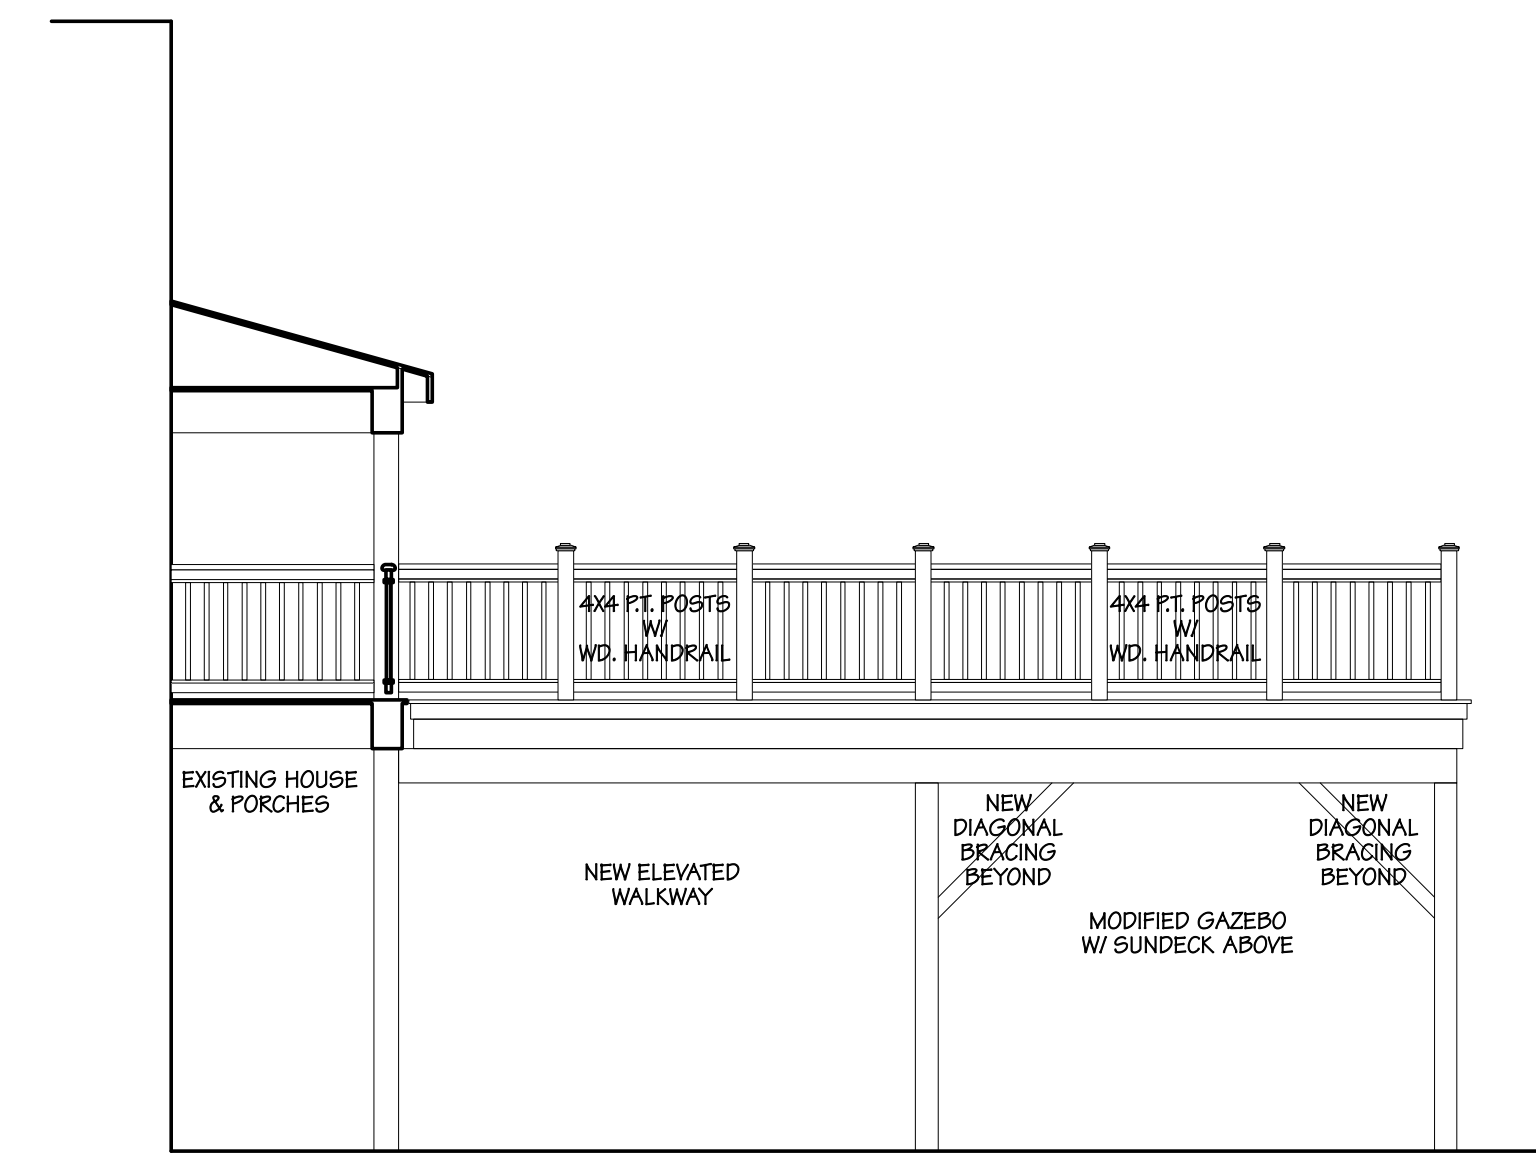 4X4 P.T. POSTS
W/
WD. HANDRAIL
4X4 P.T. POSTS
W/
WD. HANDRAIL
EXISTING HOUSE
& PORCHES
NEW ELEVATED
WALKWAY
NEW
DIAGONAL
BRACING
BEYOND
NEW
DIAGONAL
BRACING
BEYOND
MODIFIED GAZEBO
W/ SUNDECK ABOVE